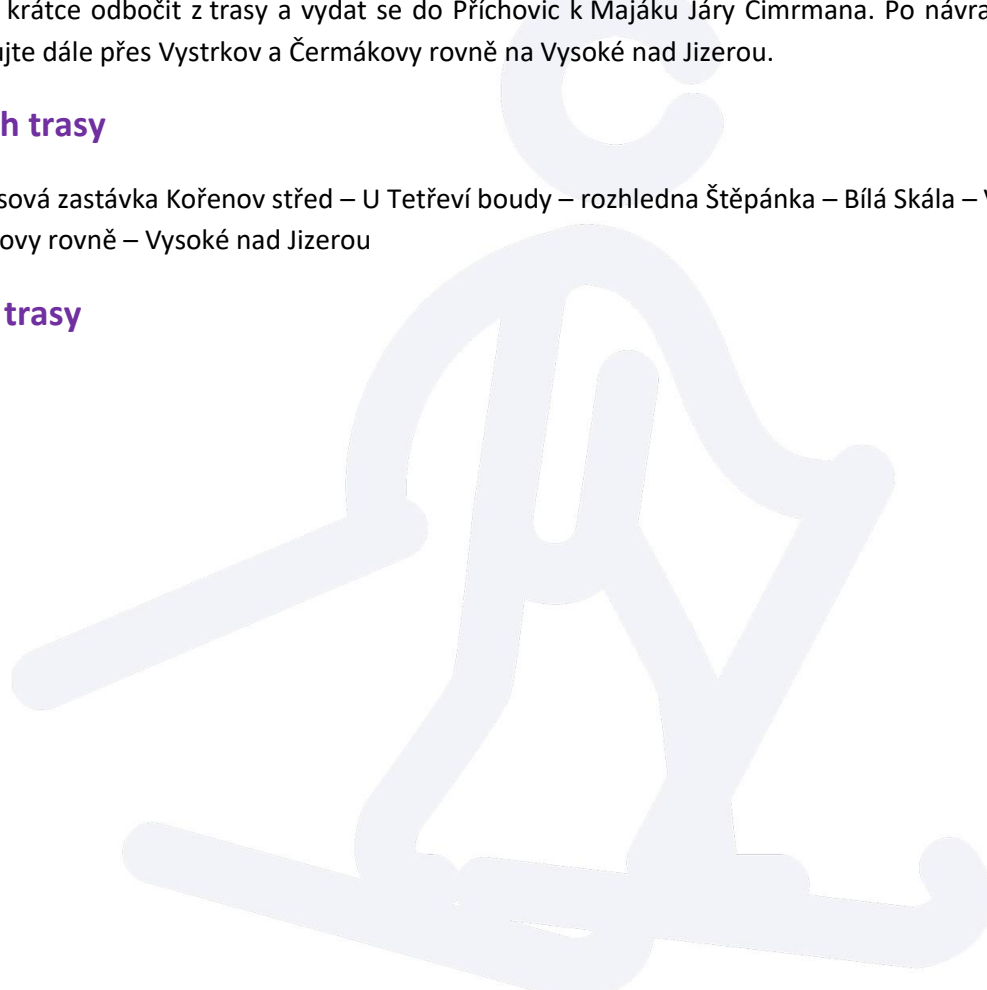 krátce odbočit z trasy a vydat se do Příchovic k Majáku Járy Cimrmana. Po návra
ujte dále přes Vystrkov a Čermákovy rovně na Vysoké nad Jizerou.
h trasy
sová zastávka Kořenov střed – U Tetřeví boudy – rozhledna Štěpánka – Bílá Skála – V
ovy rovně – Vysoké nad Jizerou
trasy